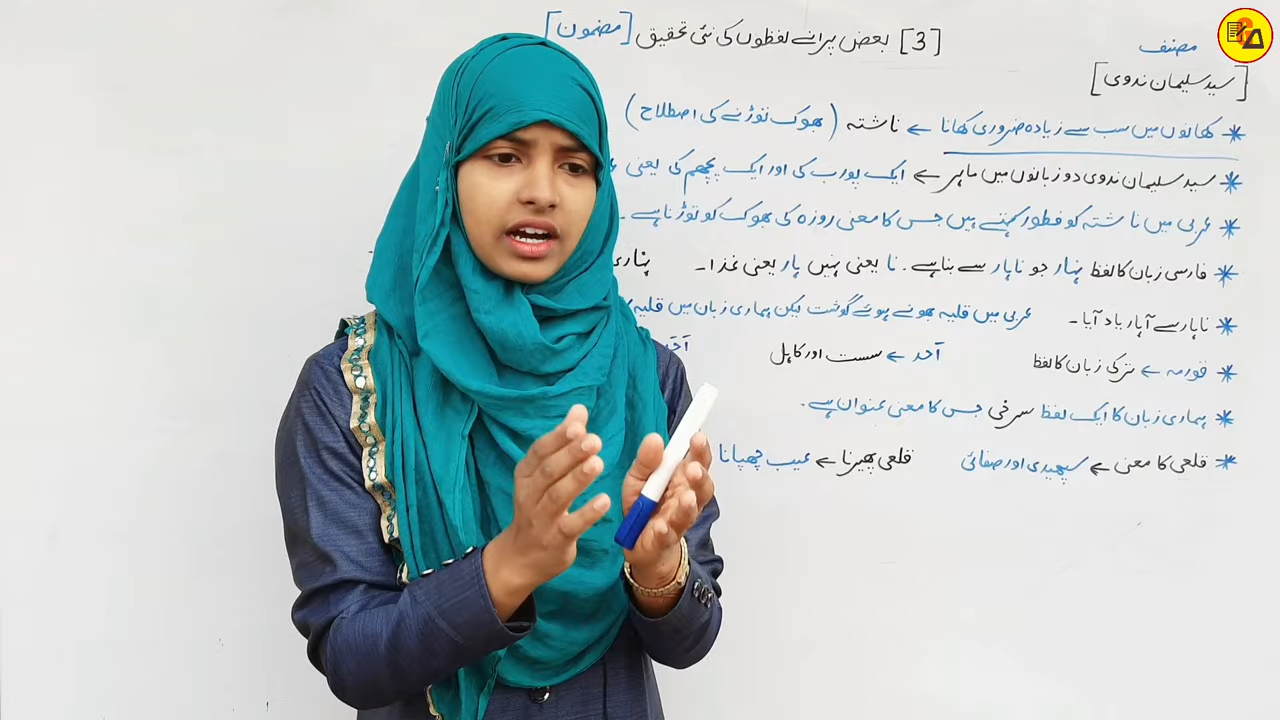 [3] بعض پرانے لفظوں کی نئی تحقیق [مضمون]
مصنف
[سید سلیمان ندوی]
* کھانوں میں سب سے زیادہ ضروری کھانا ← ناشتہ (بھوک توڑنے کی اصطلاح)
* سید سلیمان ندوی دو زبانوں میں ماہر ← ایک پورب کی اور ایک پچھم کی یعنی
* عربی میں ناشتہ کو فطور کہتے ہیں جس کا معنی روزہ کی بھوک کو توڑنا ہے۔
* فارسی زبان کا لفظ نہار جو ناہار سے بنا ہے۔ نا یعنی نہیں ہار یعنی غذا۔
* ناہار سے آہار یاد آیا۔ عربی میں قلیہ بھونے ہوئے گوشت لیکن ہماری زبان میں قلیہ
* قورمہ ← ترکی زبان کا لفظ آحد ← سست اور کاہل
* ہماری زبان کا ایک لفظ سرخی جس کا معنی عنوان ہے۔
* قلعی کا معنی ← سپیدی اور صفائی قلعی پھیرنا ← عیب چھپانا